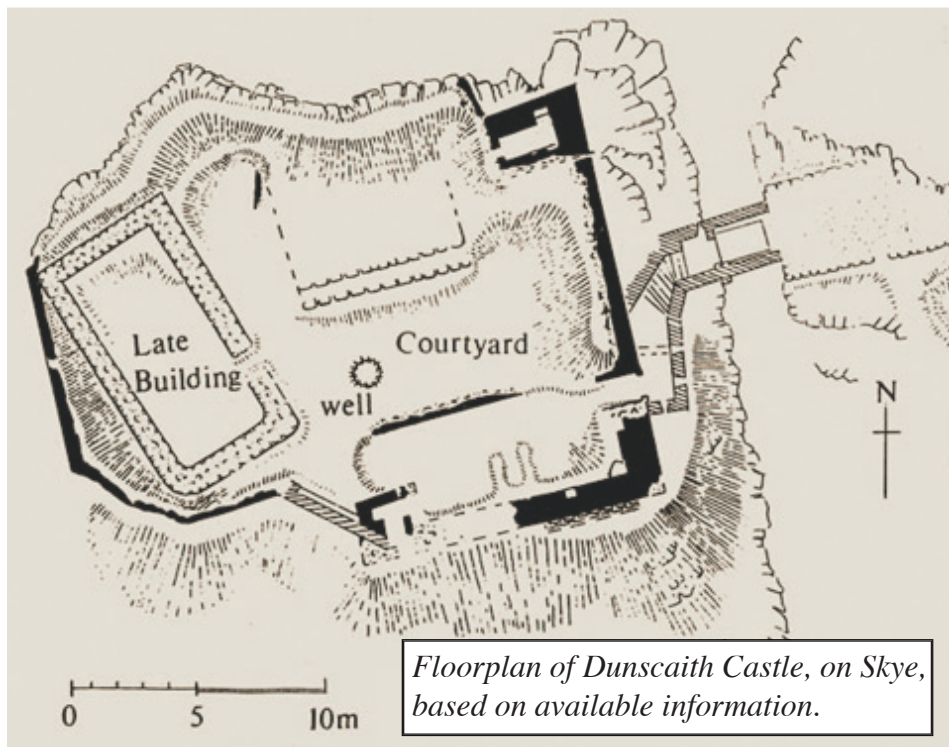 Late
Building
well
Courtyard
N
0 5 10m
Floorplan of Dunscaith Castle, on Skye,
based on available information.